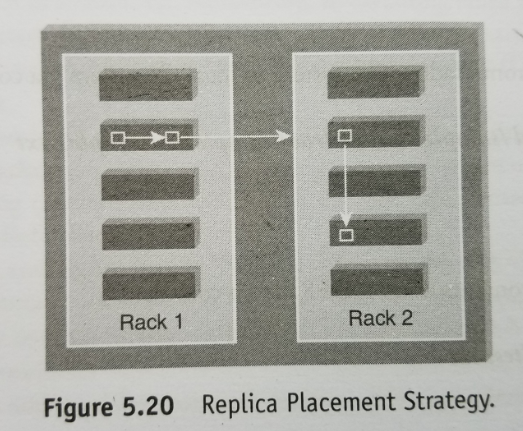 Rack 1
Rack 2
Figure 5.20 Replica Placement Strategy.